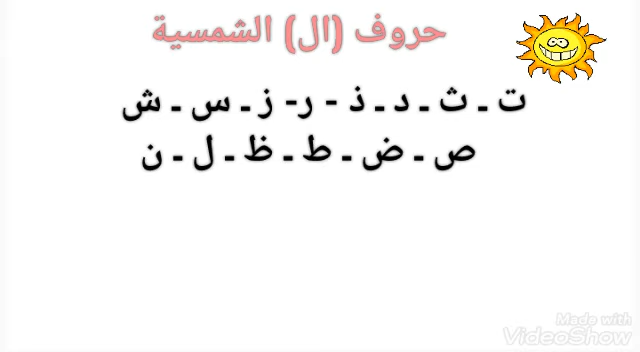 حروف (ال) الشمسية
ت ـ ث ـ د ـ ذ - ر- ز ـ س ـ ش
ص ـ ض ـ ط ـ ظ ـ ل ـ ن
Made with
VideoShow